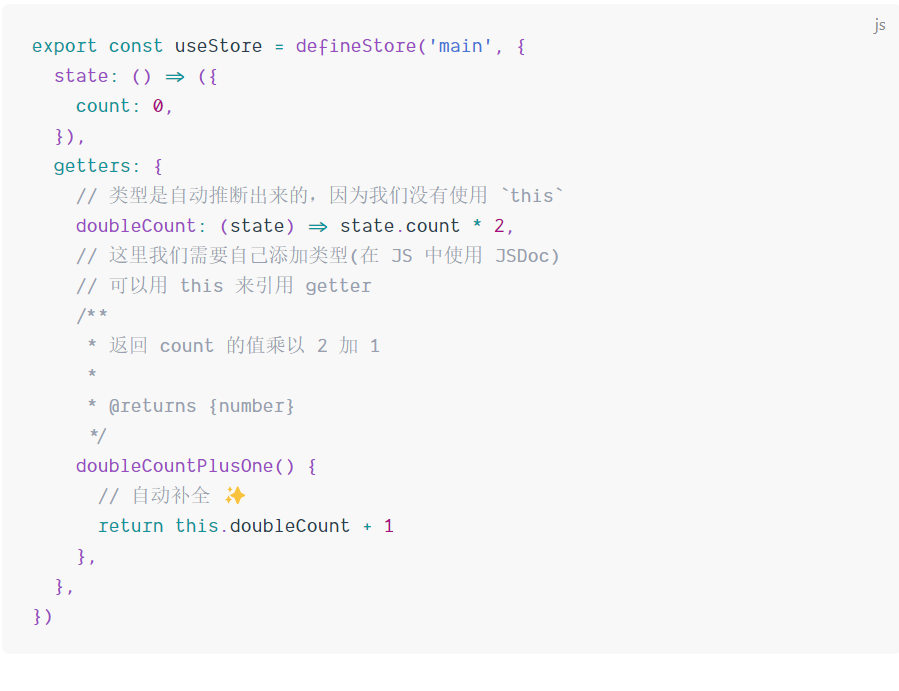 js
export const useStore = defineStore('main', {
  state: () => ({
    count: 0,
  }),
  getters: {
    // 类型是自动推断出来的，因为我们没有使用 `this`
    doubleCount: (state) => state.count * 2,
    // 这里我们需要自己添加类型(在 JS 中使用 JSDoc)
    // 可以用 this 来引用 getter
    /**
     * 返回 count 的值乘以 2 加 1
     *
     * @returns {number}
     */
    doubleCountPlusOne() {
      // 自动补全 ✨
      return this.doubleCount + 1
    },
  },
})